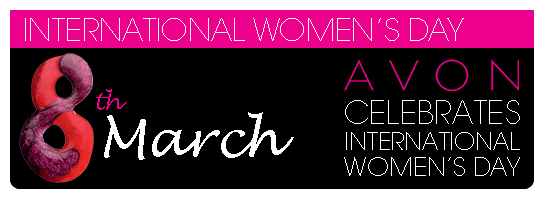 INTERNATIONAL WOMEN'S DAY
8th March
AVON
CELEBRATES
INTERNATIONAL
WOMEN'S DAY